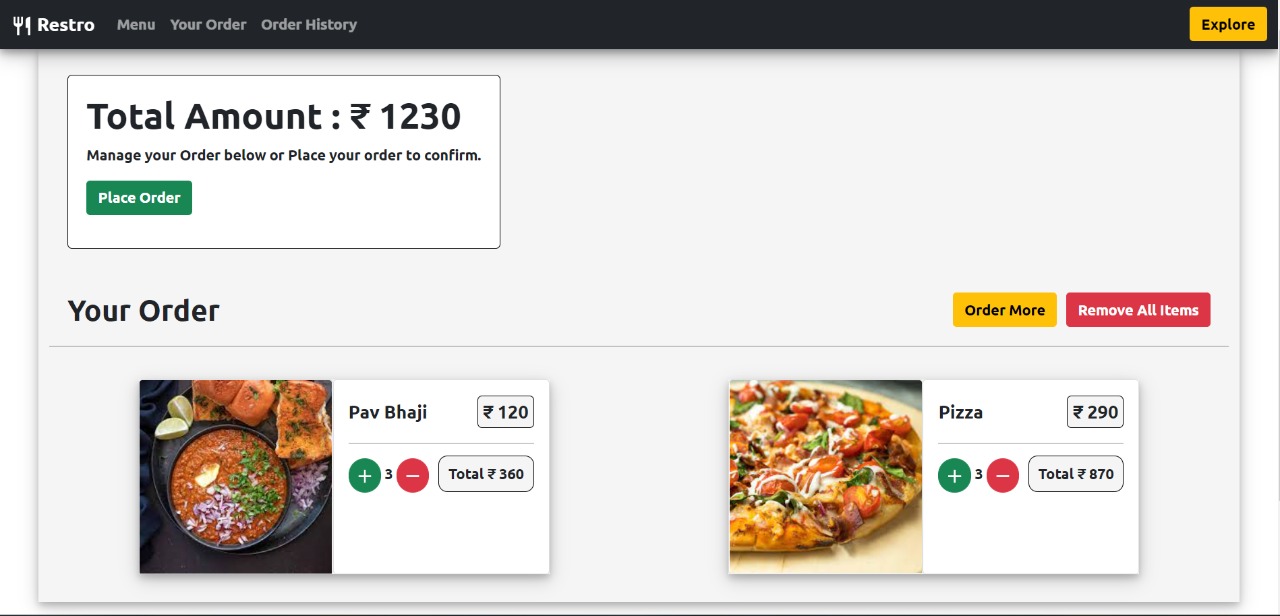 Restro Menu Your Order Order History Explore
Total Amount : ₹ 1230
Manage your Order below or Place your order to confirm.
Place Order
Your Order Order More Remove All Items
Pav Bhaji ₹ 120
+ 3 − Total ₹ 360
Pizza ₹ 290
+ 3 − Total ₹ 870